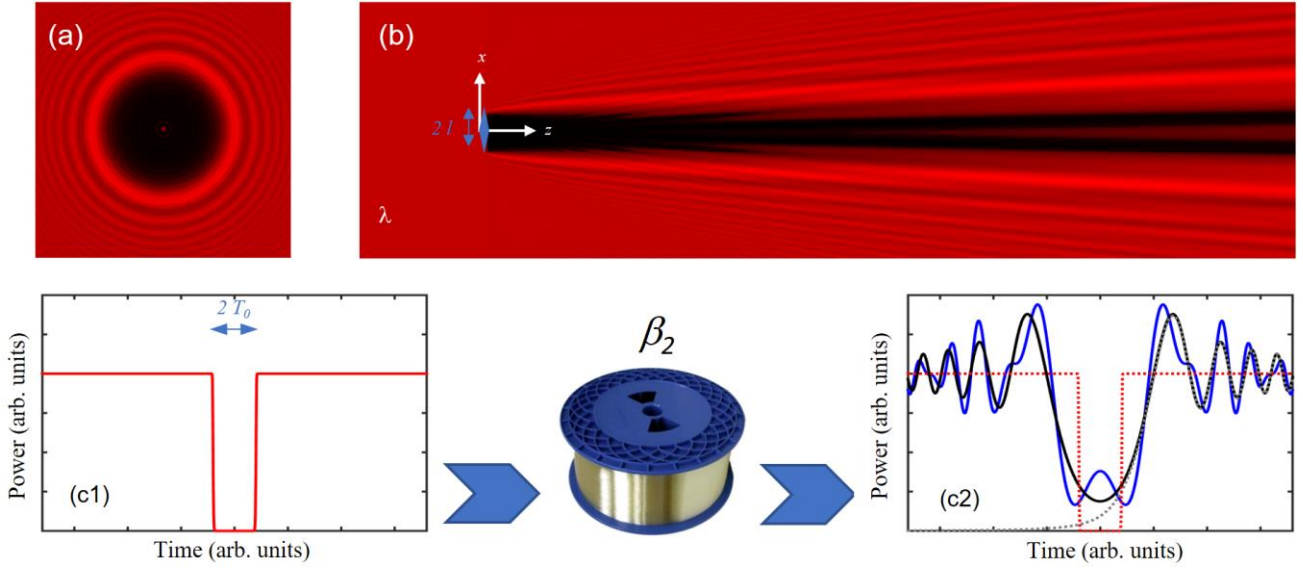 (a)
(b)
x
2 l
z
λ
2 T₀
β₂
Power (arb. units)
(c1)
Time (arb. units)
Power (arb. units)
(c2)
Time (arb. units)